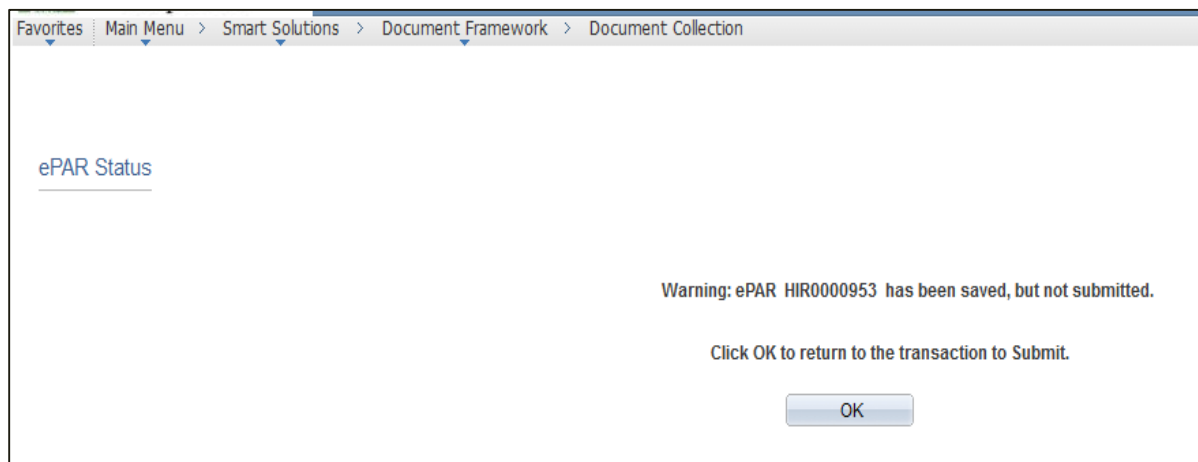 Favorites Main Menu > Smart Solutions > Document Framework > Document Collection
ePAR Status
Warning: ePAR HIR0000953 has been saved, but not submitted.
Click OK to return to the transaction to Submit.
OK